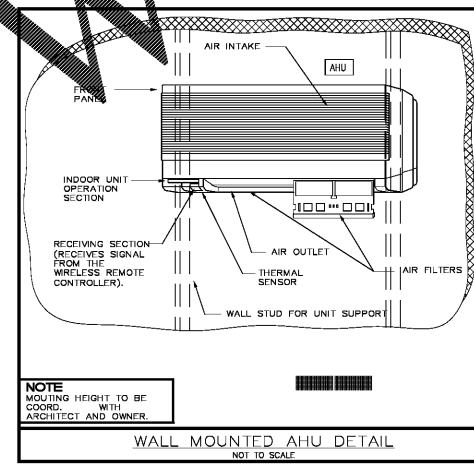 AIR INTAKE
AHU
FRONT
PANEL
INDOOR UNIT
OPERATION
SECTION
RECEIVING SECTION
(RECEIVES SIGNAL
FROM THE
WIRELESS REMOTE
CONTROLLER).
AIR OUTLET
THERMAL
SENSOR
AIR FILTERS
WALL STUD FOR UNIT SUPPORT
NOTE
MOUTING HEIGHT TO BE
COORD. WITH
ARCHITECT AND OWNER.
WALL MOUNTED AHU DETAIL
NOT TO SCALE